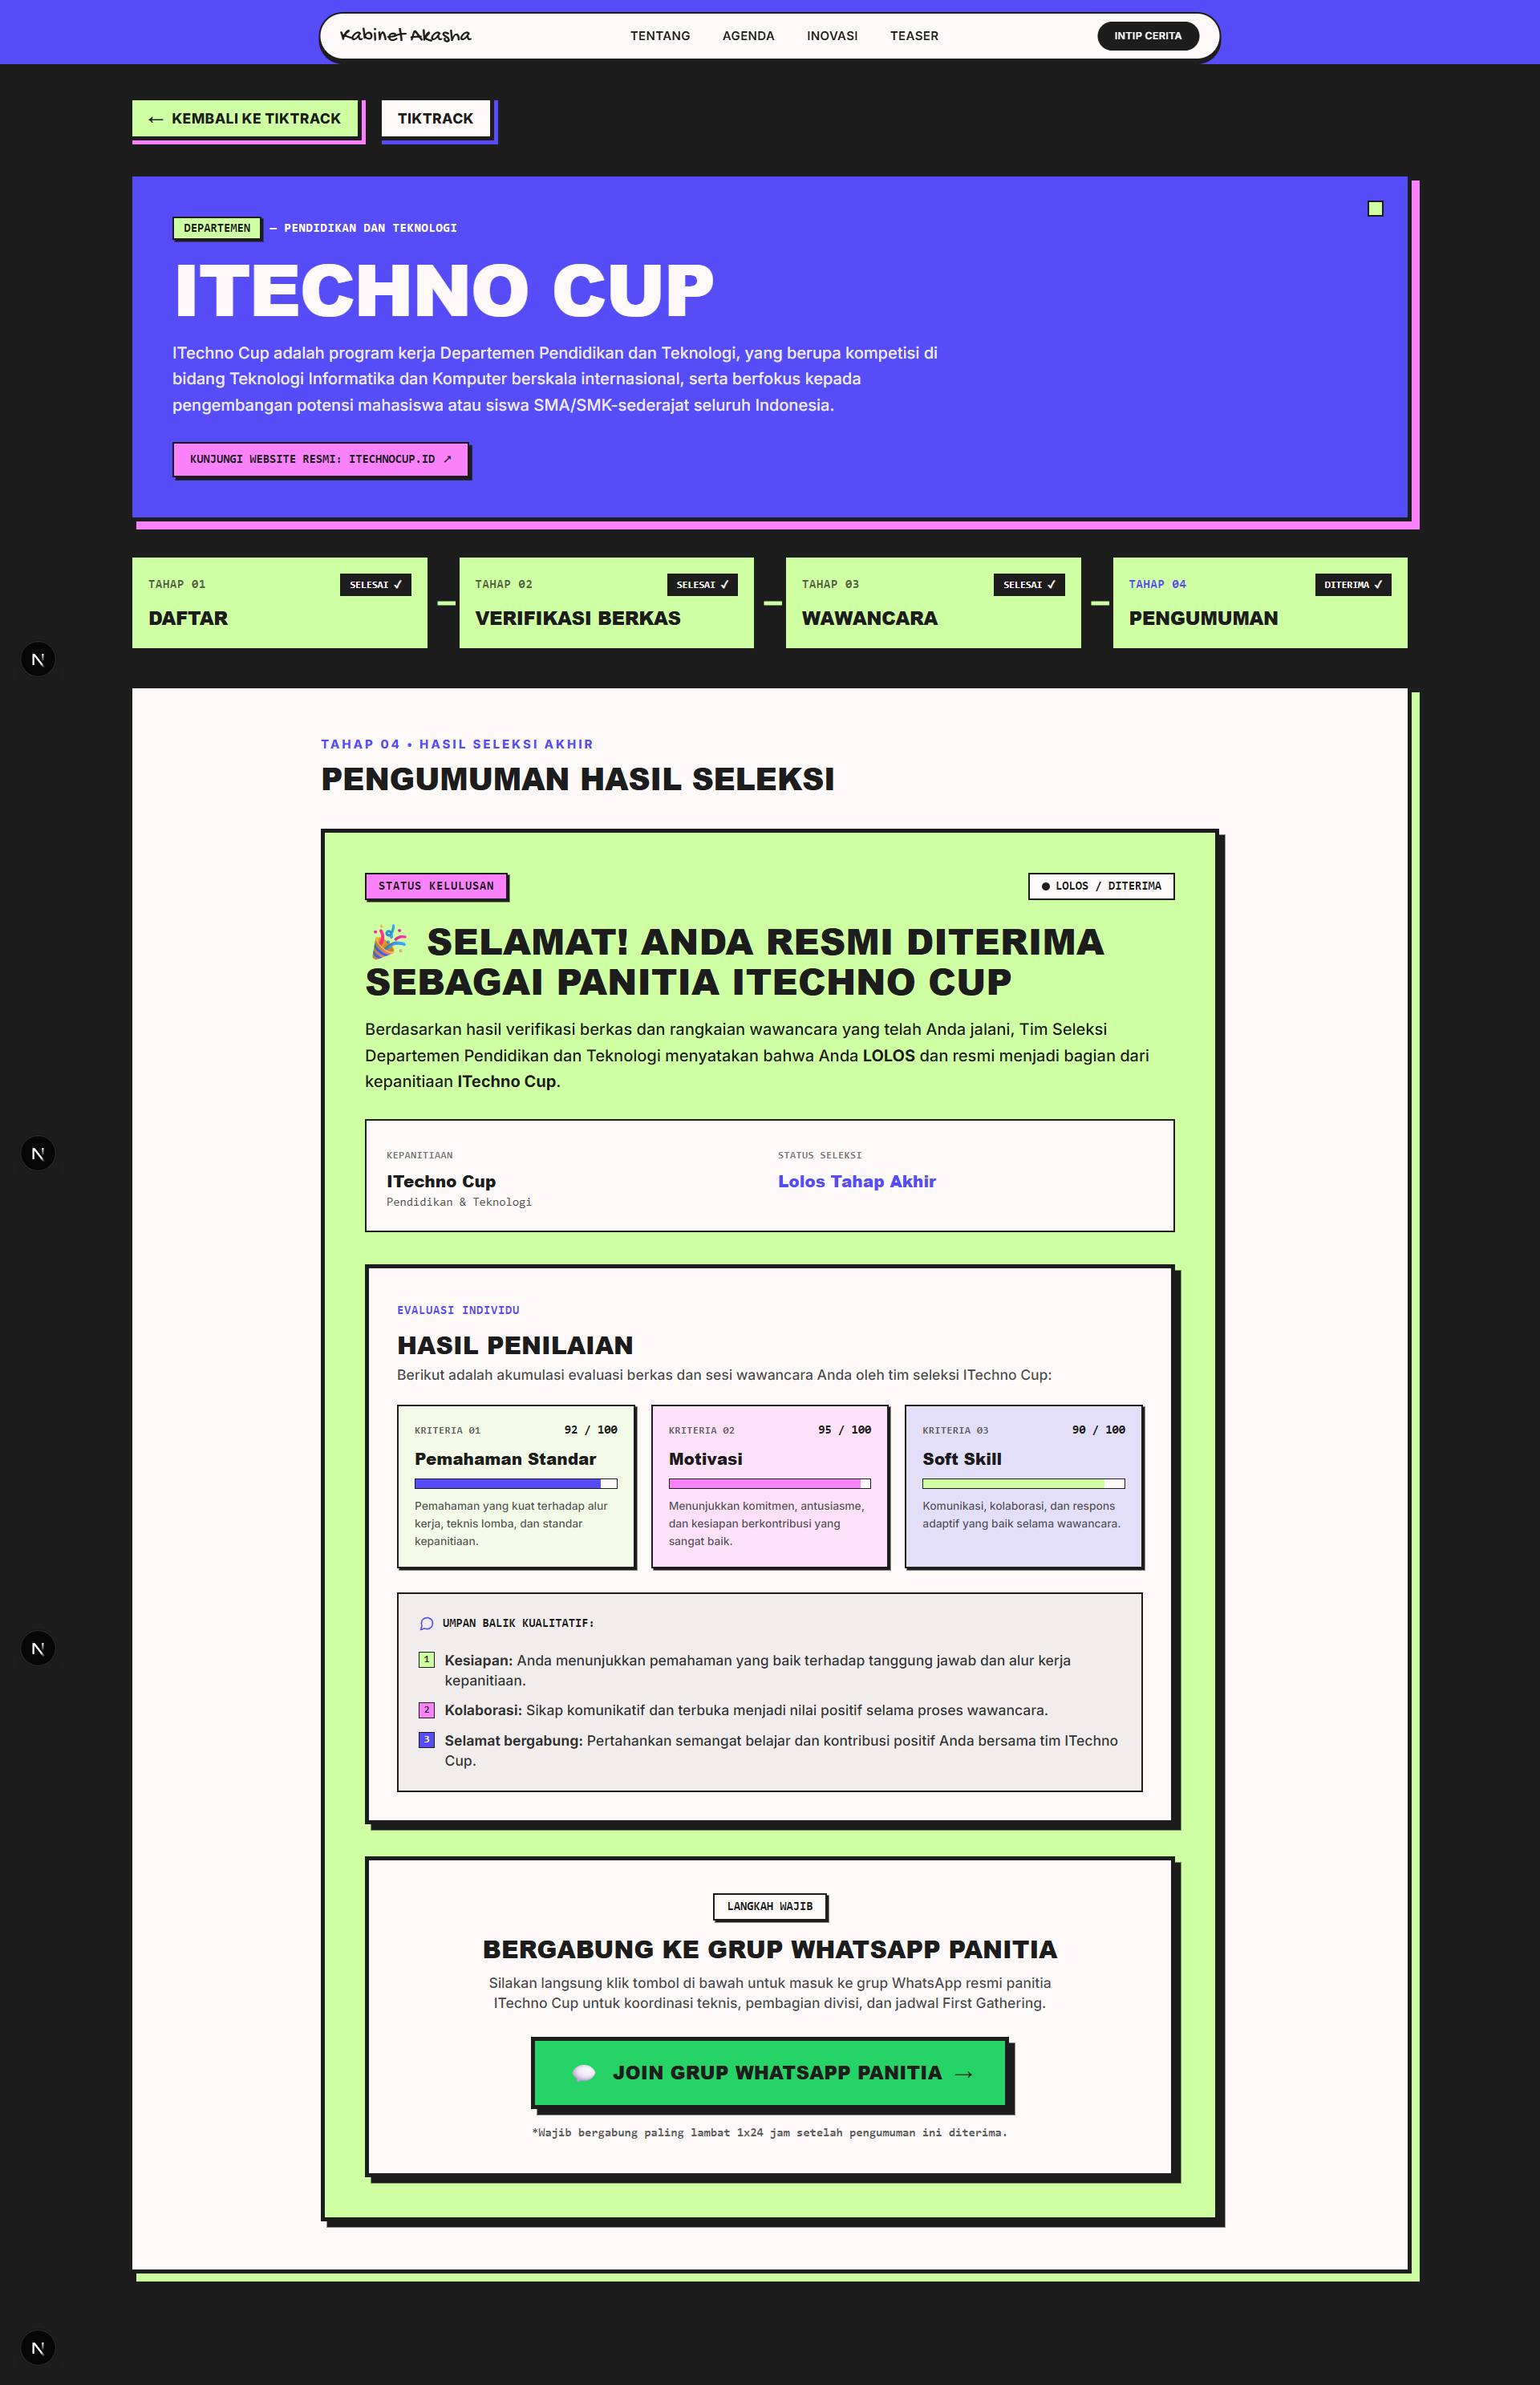 Kabinet Akasha
TENTANG
AGENDA
INOVASI
TEASER
INTIP CERITA
← KEMBALI KE TIKTRACK
TIKTRACK
DEPARTEMEN — PENDIDIKAN DAN TEKNOLOGI
ITECHNO CUP
ITechno Cup adalah program kerja Departemen Pendidikan dan Teknologi, yang berupa kompetisi di
bidang Teknologi Informatika dan Komputer berskala internasional, serta berfokus kepada
pengembangan potensi mahasiswa atau siswa SMA/SMK-sederajat seluruh Indonesia.
KUNJUNGI WEBSITE RESMI: ITECHNOCUP.ID ↗
TAHAP 01
SELESAI ✓
DAFTAR
TAHAP 02
SELESAI ✓
VERIFIKASI BERKAS
TAHAP 03
SELESAI ✓
WAWANCARA
TAHAP 04
DITERIMA ✓
PENGUMUMAN
N
TAHAP 04 • HASIL SELEKSI AKHIR
PENGUMUMAN HASIL SELEKSI
STATUS KELULUSAN
● LOLOS / DITERIMA
🎉 SELAMAT! ANDA RESMI DITERIMA
SEBAGAI PANITIA ITECHNO CUP
Berdasarkan hasil verifikasi berkas dan rangkaian wawancara yang telah Anda jalani, Tim Seleksi
Departemen Pendidikan dan Teknologi menyatakan bahwa Anda LOLOS dan resmi menjadi bagian dari
kepanitiaan ITechno Cup.
N
KEPANITIAAN
ITechno Cup
Pendidikan & Teknologi
STATUS SELEKSI
Lolos Tahap Akhir
EVALUASI INDIVIDU
HASIL PENILAIAN
Berikut adalah akumulasi evaluasi berkas dan sesi wawancara Anda oleh tim seleksi ITechno Cup:
KRITERIA 01
92 / 100
Pemahaman Standar
Pemahaman yang kuat terhadap alur
kerja, teknis lomba, dan standar
kepanitiaan.
KRITERIA 02
95 / 100
Motivasi
Menunjukkan komitmen, antusiasme,
dan kesiapan berkontribusi yang
sangat baik.
KRITERIA 03
90 / 100
Soft Skill
Komunikasi, kolaborasi, dan respons
adaptif yang baik selama wawancara.
UMPAN BALIK KUALITATIF:
N
1 Kesiapan: Anda menunjukkan pemahaman yang baik terhadap tanggung jawab dan alur kerja
kepanitiaan.
2 Kolaborasi: Sikap komunikatif dan terbuka menjadi nilai positif selama proses wawancara.
3 Selamat bergabung: Pertahankan semangat belajar dan kontribusi positif Anda bersama tim ITechno
Cup.
LANGKAH WAJIB
BERGABUNG KE GRUP WHATSAPP PANITIA
Silakan langsung klik tombol di bawah untuk masuk ke grup WhatsApp resmi panitia
ITechno Cup untuk koordinasi teknis, pembagian divisi, dan jadwal First Gathering.
💬 JOIN GRUP WHATSAPP PANITIA →
*Wajib bergabung paling lambat 1x24 jam setelah pengumuman ini diterima.
N